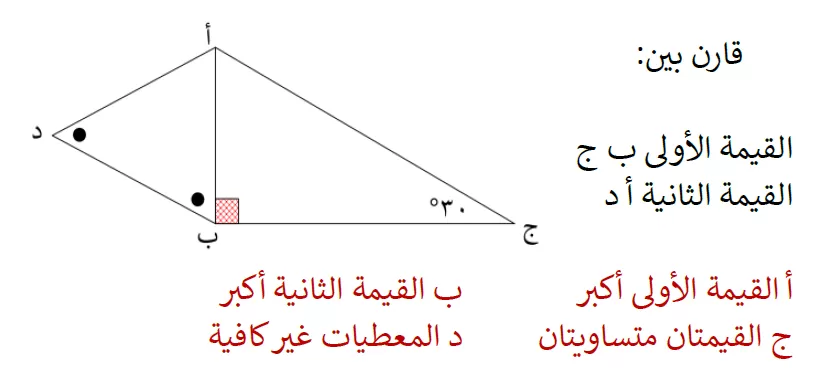 قارن بين:
القيمة الأولى ب ج
القيمة الثانية أ د
أ
د
ب
ج
°٣٠
أ القيمة الأولى أكبر
ب القيمة الثانية أكبر
ج القيمتان متساويتان
د المعطيات غير كافية